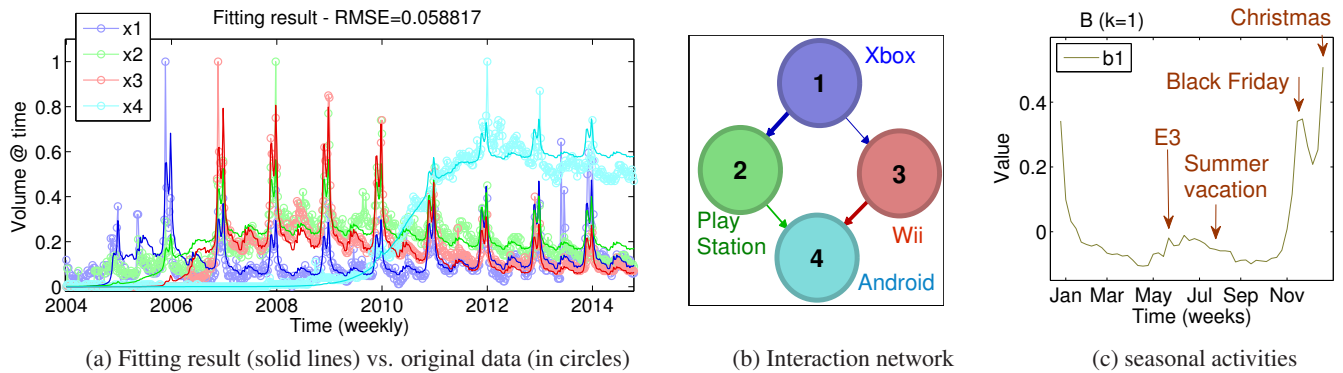 Fitting result - RMSE=0.058817
x1
x2
x3
x4
Volume @ time
1
0.8
0.6
0.4
0.2
0
2004
2006
2008
2010
2012
2014
Time (weekly)
(a) Fitting result (solid lines) vs. original data (in circles)
Xbox
1
2
3
Play
Station
Wii
4
Android
(b) Interaction network
B (k=1)
Christmas
b1
Black Friday
E3
Summer
vacation
Value
0.4
0.2
0
Jan
Mar
May
Jul
Sep
Nov
Time (weeks)
(c) seasonal activities